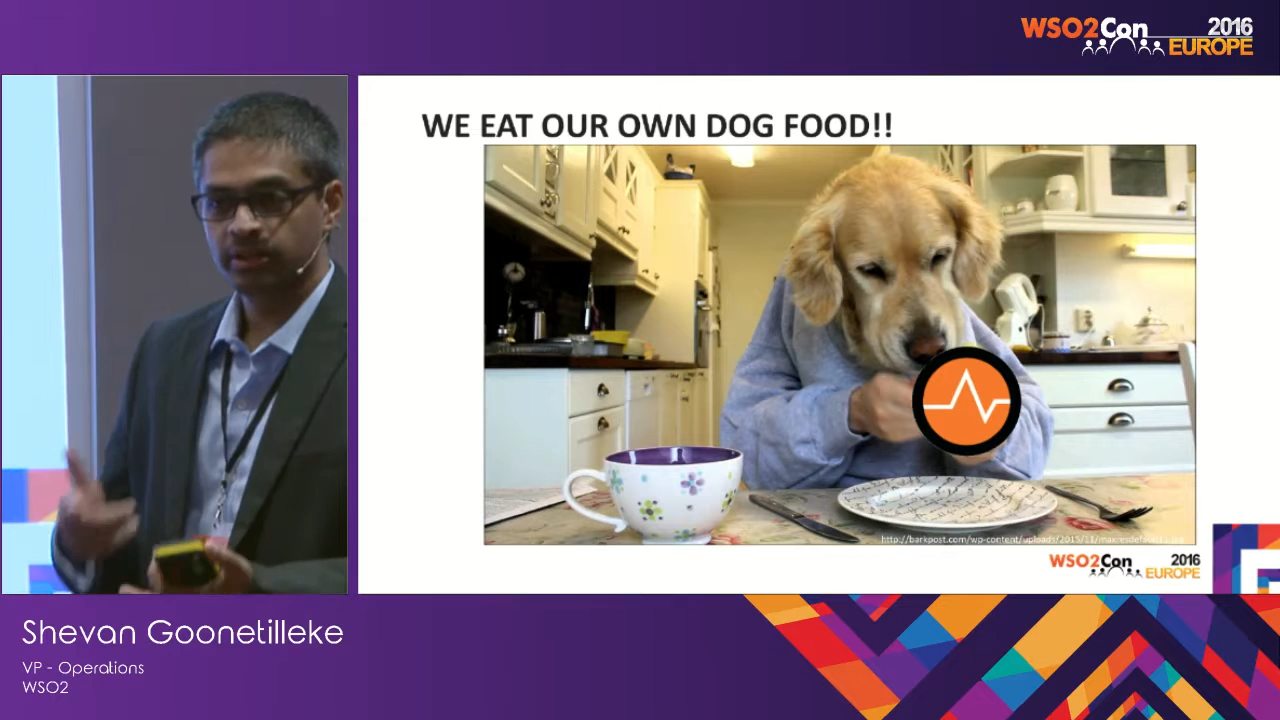 WSO2Con 2016
EUROPE
WE EAT OUR OWN DOG FOOD!!
WSO2Con 2016
EUROPE
Shevan Goonetilleke
VP - Operations
WSO2